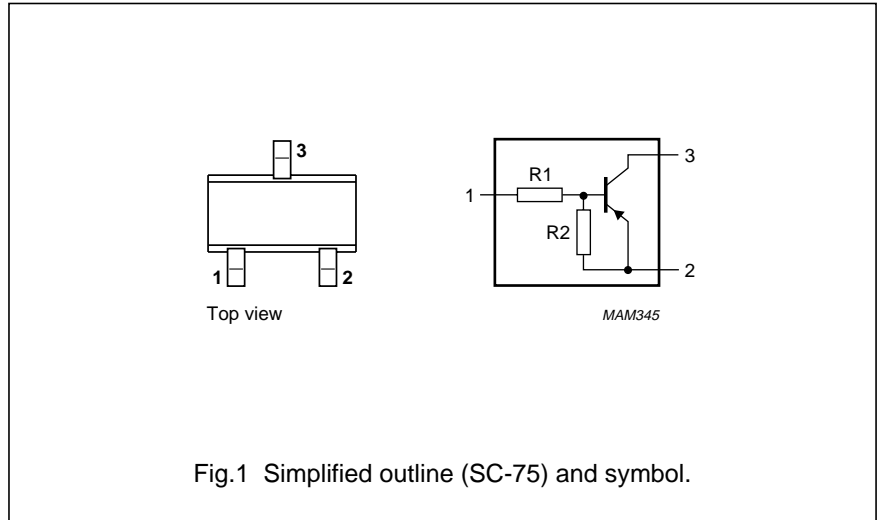 3
1
2
Top view
1
R1
R2
3
2
MAM345
Fig.1 Simplified outline (SC-75) and symbol.